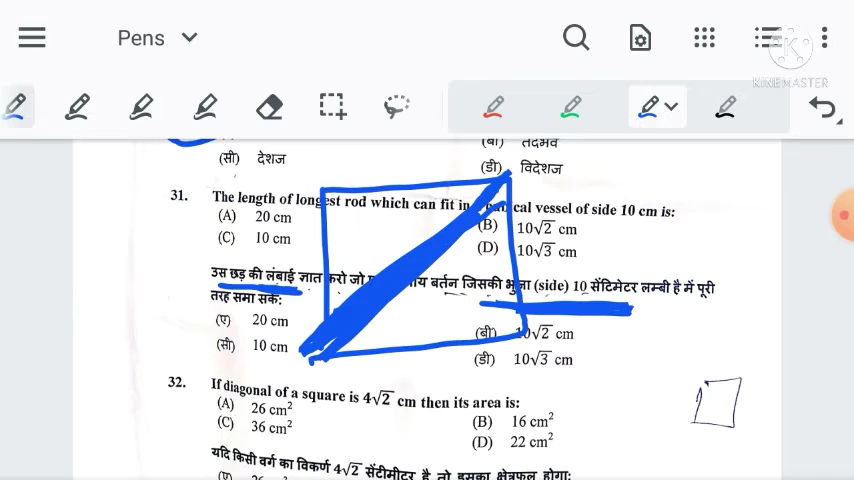 Pens
KINEMASTER
(बी) तदभव
(सी) देशज
(डी) विदेशज
31. The length of longest rod which can fit in cal vessel of side 10 cm is:
(A) 20 cm (B) 10√2 cm
(C) 10 cm (D) 10√3 cm
उस छड़ की लंबाई ज्ञात करो जो बर्तन जिसकी भुजा (side) 10 सेंटिमेटर लम्बी है में पूरी
तरह समा सके:
(ए) 20 cm (बी) 10√2 cm
(सी) 10 cm (डी) 10√3 cm
32. If diagonal of a square is 4√2 cm then its area is:
(A) 26 cm² (B) 16 cm²
(C) 36 cm² (D) 22 cm²
यदि किसी वर्ग का विकर्ण 4√2 सेंटीमीटर है तो इसका क्षेत्रफल होगा: